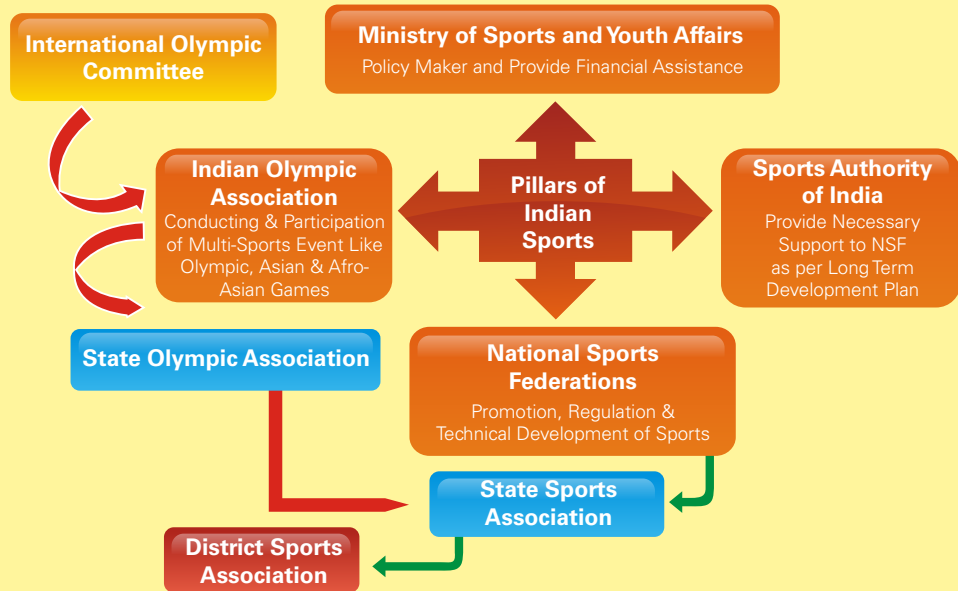 International Olympic
Committee
Ministry of Sports and Youth Affairs
Policy Maker and Provide Financial Assistance
Indian Olympic
Association
Conducting & Participation
of Multi-Sports Event Like
Olympic, Asian & Afro-
Asian Games
Pillars of
Indian
Sports
Sports Authority
of India
Provide Necessary
Support to NSF
as per Long Term
Development Plan
State Olympic Association
National Sports
Federations
Promotion, Regulation &
Technical Development of Sports
State Sports
Association
District Sports
Association